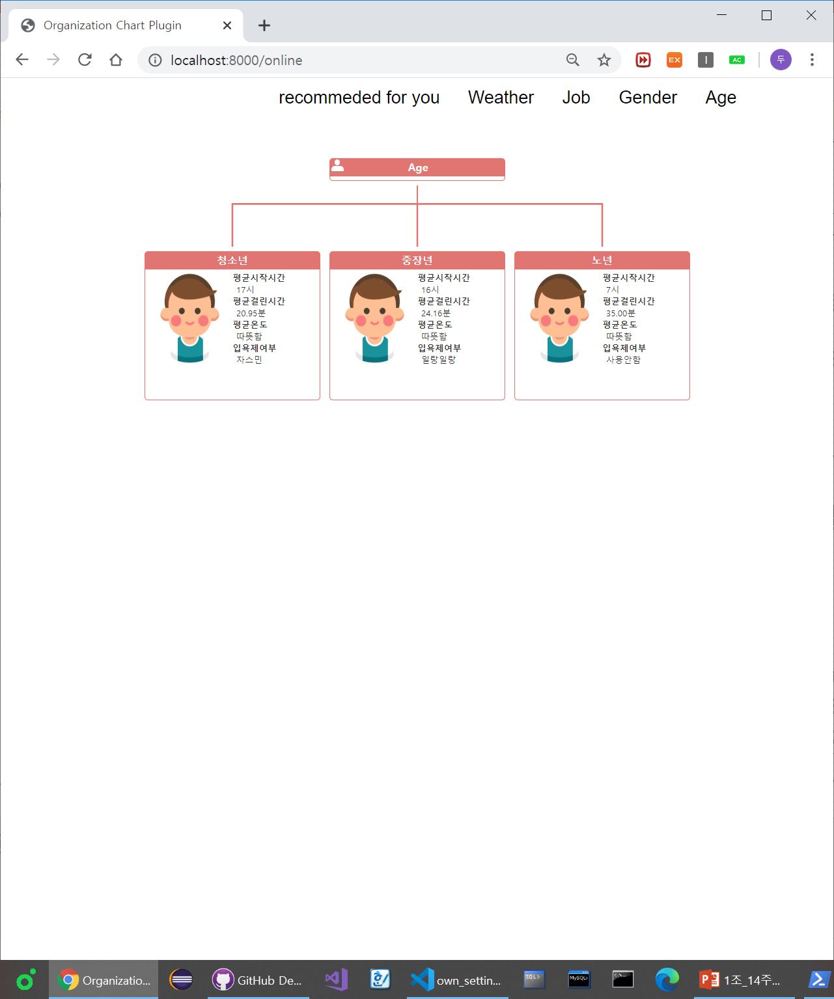 Organization Chart Plugin
localhost:8000/online
EX
I
AC
두
recommeded for you Weather Job Gender Age
Age
청소년
평균시작시간
17시
평균걸린시간
20.95분
평균온도
따뜻함
입욕제여부
자스민
중장년
평균시작시간
16시
평균걸린시간
24.16분
평균온도
따뜻함
입욕제여부
일랑일랑
노년
평균시작시간
7시
평균걸린시간
35.00분
평균온도
따뜻함
입욕제여부
사용안함
Organizatio...
GitHub De...
own_settin...
SQL>
MySQL>
C:\_
1조_14주...